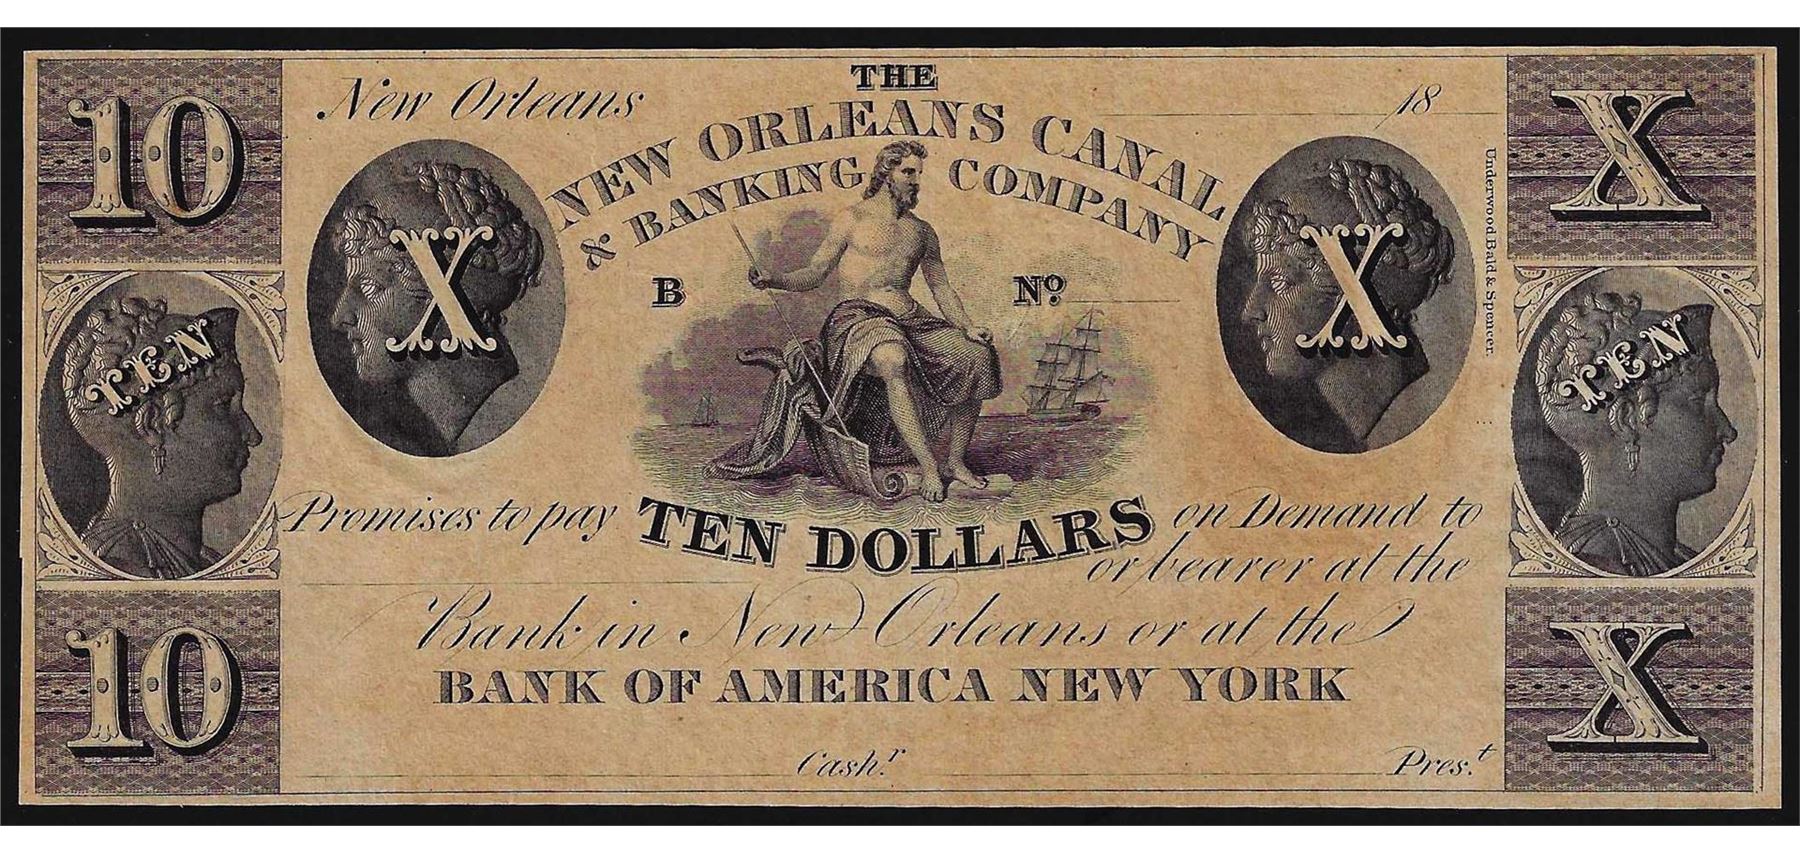 10
New Orleans
THE
18
X
NEW ORLEANS CANAL
& BANKING COMPANY
X
X
B
No.
Underwood Bald & Spencer.
TEN
TEN
Promises to pay TEN DOLLARS on Demand to
or bearer at the
Bank in New Orleans or at the
BANK OF AMERICA NEW YORK
10
X
Cash.r
Pres.t